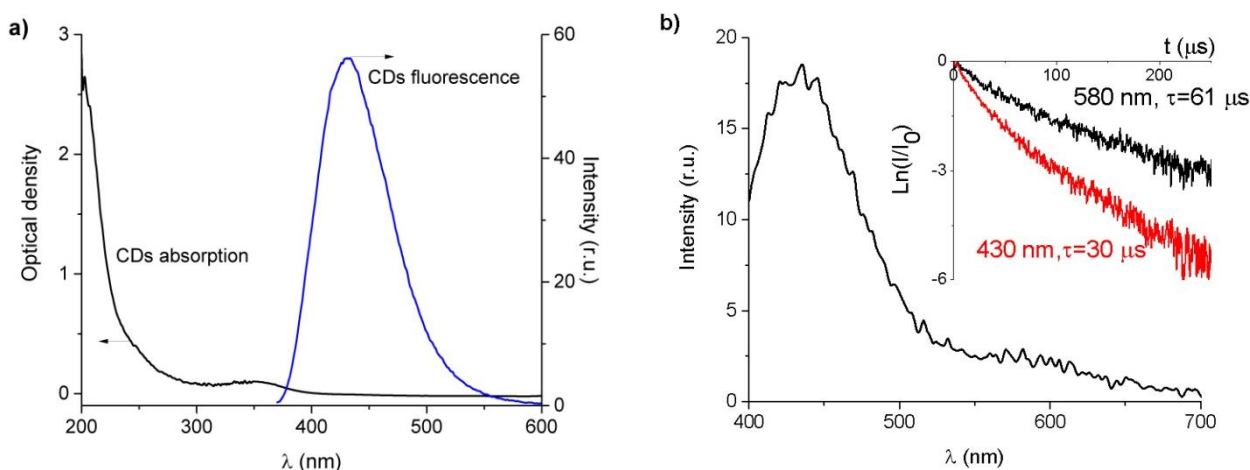 a)
3
2
1
0
Optical density
CDs fluorescence
CDs absorption
60
40
20
0
Intensity (r.u.)
200 300 400 500 600
λ (nm)
b)
20
15
10
5
0
Intensity (r.u.)
t (μs)
0 100 200
0
-3
-6
Ln(I/I0)
580 nm, τ=61 μs
430 nm,τ=30 μs
400 500 600 700
λ (nm)